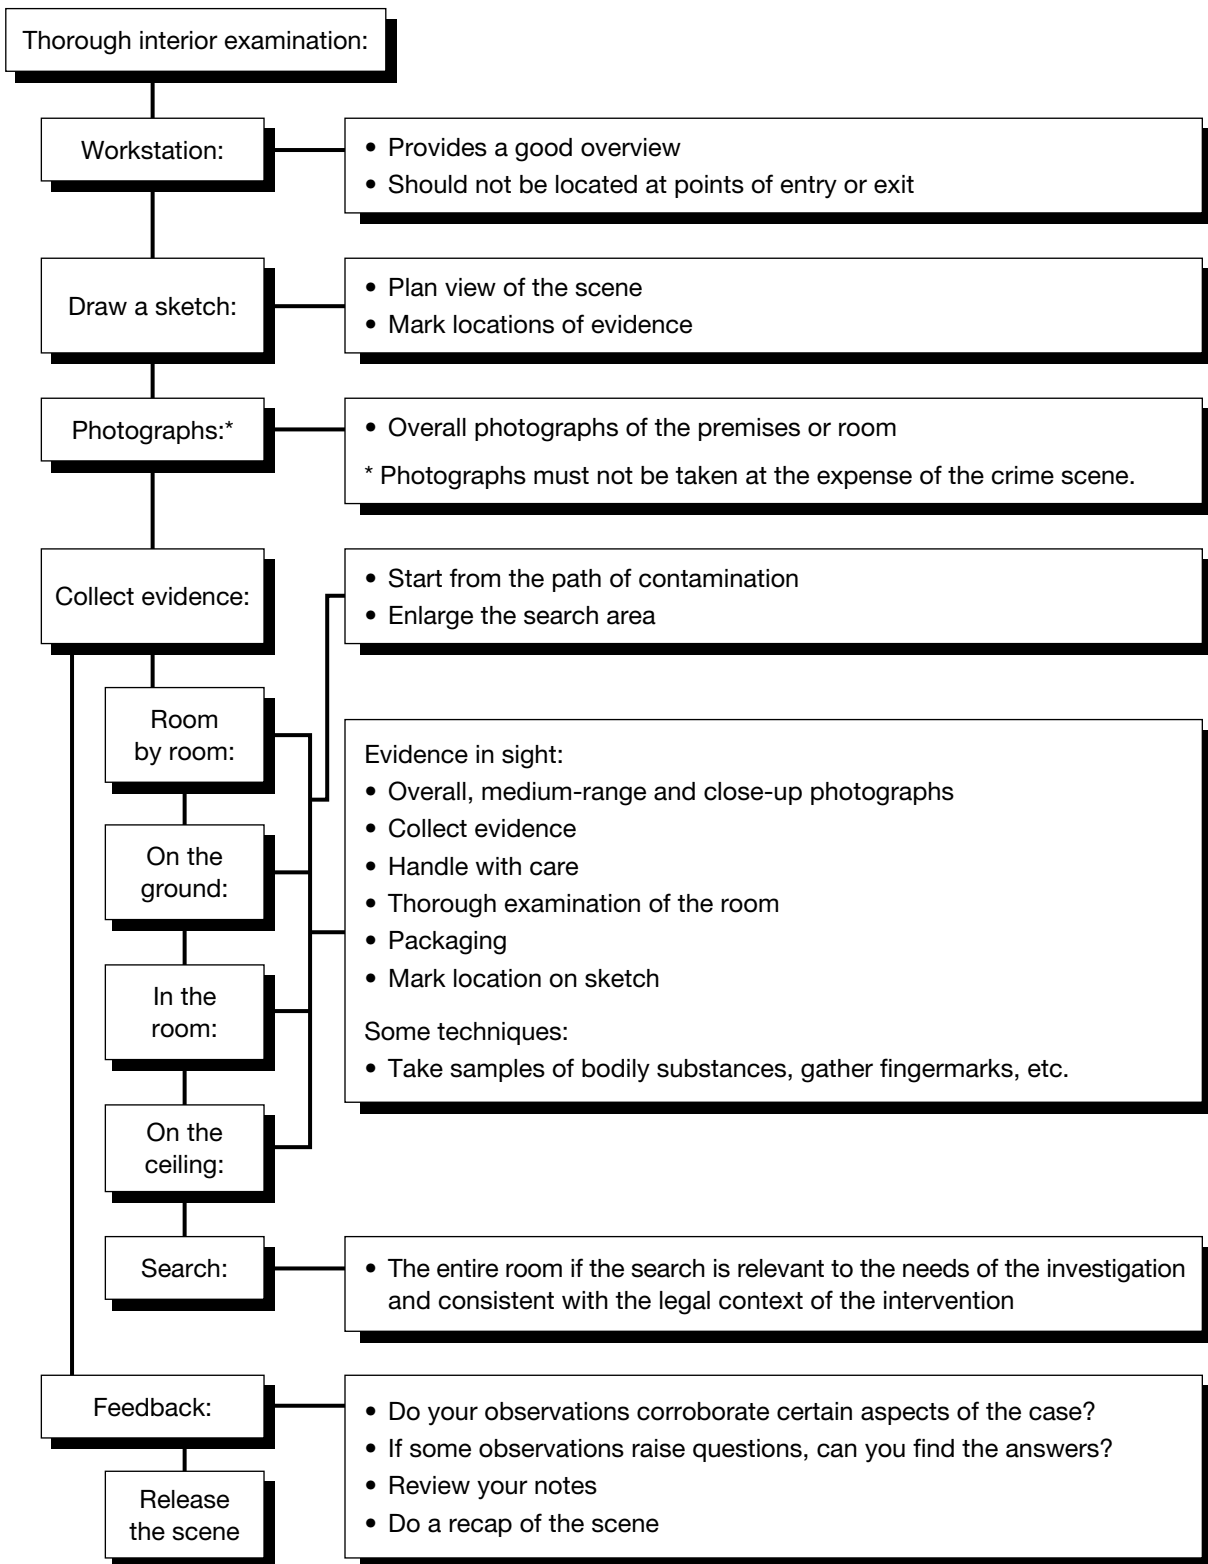 Thorough interior examination:
Workstation:
• Provides a good overview
• Should not be located at points of entry or exit
Draw a sketch:
• Plan view of the scene
• Mark locations of evidence
Photographs:*
• Overall photographs of the premises or room
* Photographs must not be taken at the expense of the crime scene.
Collect evidence:
• Start from the path of contamination
• Enlarge the search area
Room
by room:
On the
ground:
In the
room:
On the
ceiling:
Evidence in sight:
• Overall, medium-range and close-up photographs
• Collect evidence
• Handle with care
• Thorough examination of the room
• Packaging
• Mark location on sketch
Some techniques:
• Take samples of bodily substances, gather fingermarks, etc.
Search:
• The entire room if the search is relevant to the needs of the investigation
and consistent with the legal context of the intervention
Feedback:
• Do your observations corroborate certain aspects of the case?
• If some observations raise questions, can you find the answers?
• Review your notes
• Do a recap of the scene
Release
the scene